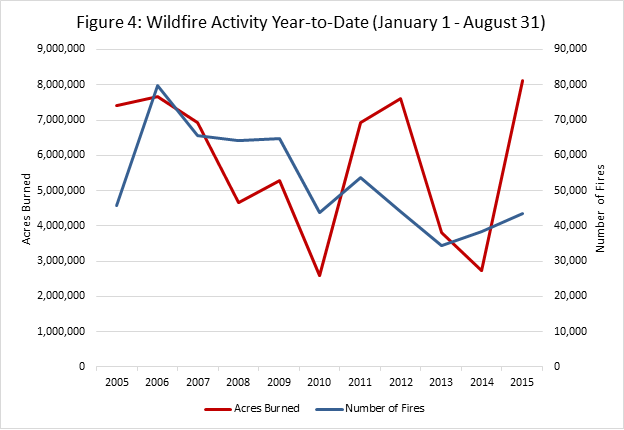 Figure 4: Wildfire Activity Year-to-Date (January 1 - August 31)
9,000,000 90,000
8,000,000 80,000
7,000,000 70,000
6,000,000 60,000
5,000,000 50,000
4,000,000 40,000
3,000,000 30,000
2,000,000 20,000
1,000,000 10,000
0 0
Acres Burned
Number of Fires
2005 2006 2007 2008 2009 2010 2011 2012 2013 2014 2015
Acres Burned Number of Fires